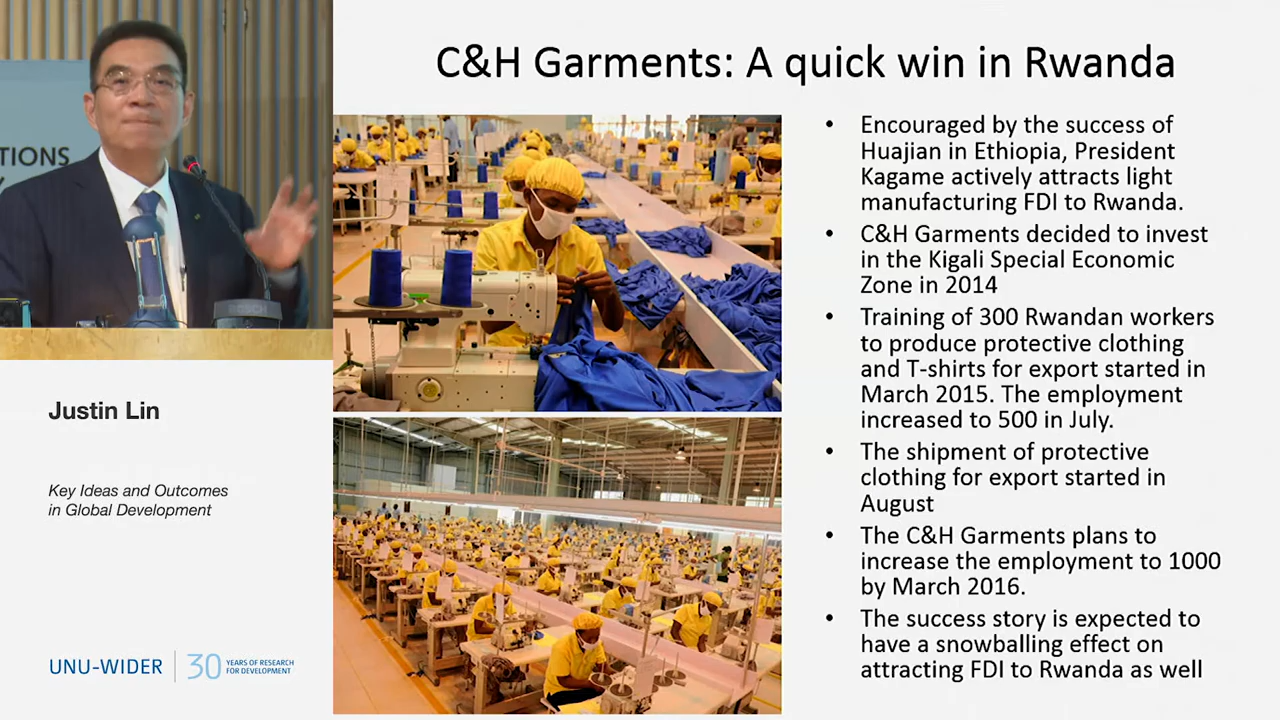 TIONS
C&H Garments: A quick win in Rwanda
• Encouraged by the success of
Huajian in Ethiopia, President
Kagame actively attracts light
manufacturing FDI to Rwanda.
• C&H Garments decided to invest
in the Kigali Special Economic
Zone in 2014
• Training of 300 Rwandan workers
to produce protective clothing
and T-shirts for export started in
March 2015. The employment
increased to 500 in July.
• The shipment of protective
clothing for export started in
August
• The C&H Garments plans to
increase the employment to 1000
by March 2016.
• The success story is expected to
have a snowballing effect on
attracting FDI to Rwanda as well
Justin Lin
Key Ideas and Outcomes
in Global Development
UNU-WIDER
30 YEARS OF RESEARCH
FOR DEVELOPMENT